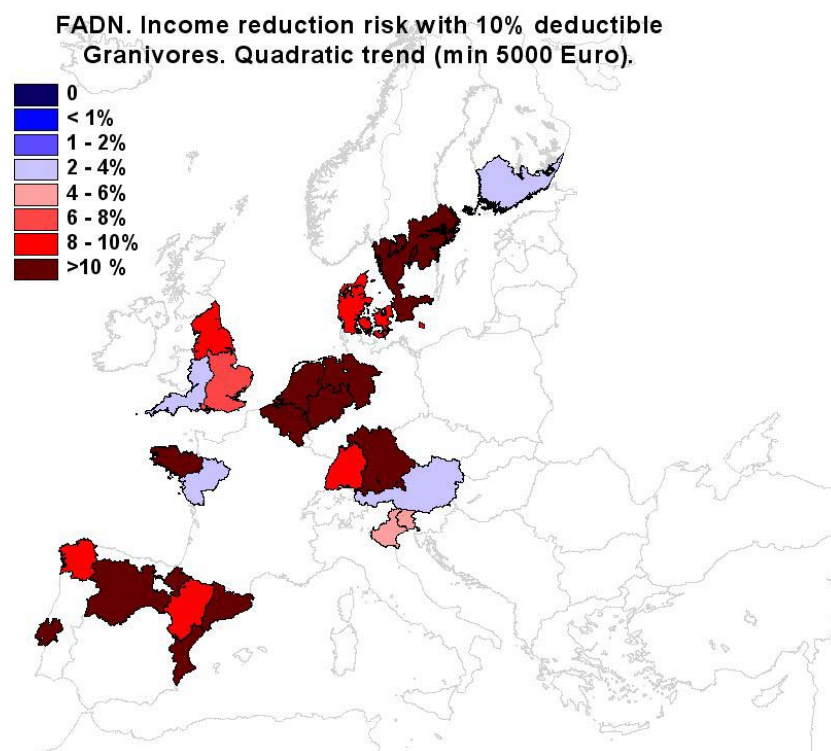 FADN. Income reduction risk with 10% deductible
Granivores. Quadratic trend (min 5000 Euro).
0
< 1%
1 - 2%
2 - 4%
4 - 6%
6 - 8%
8 - 10%
>10 %